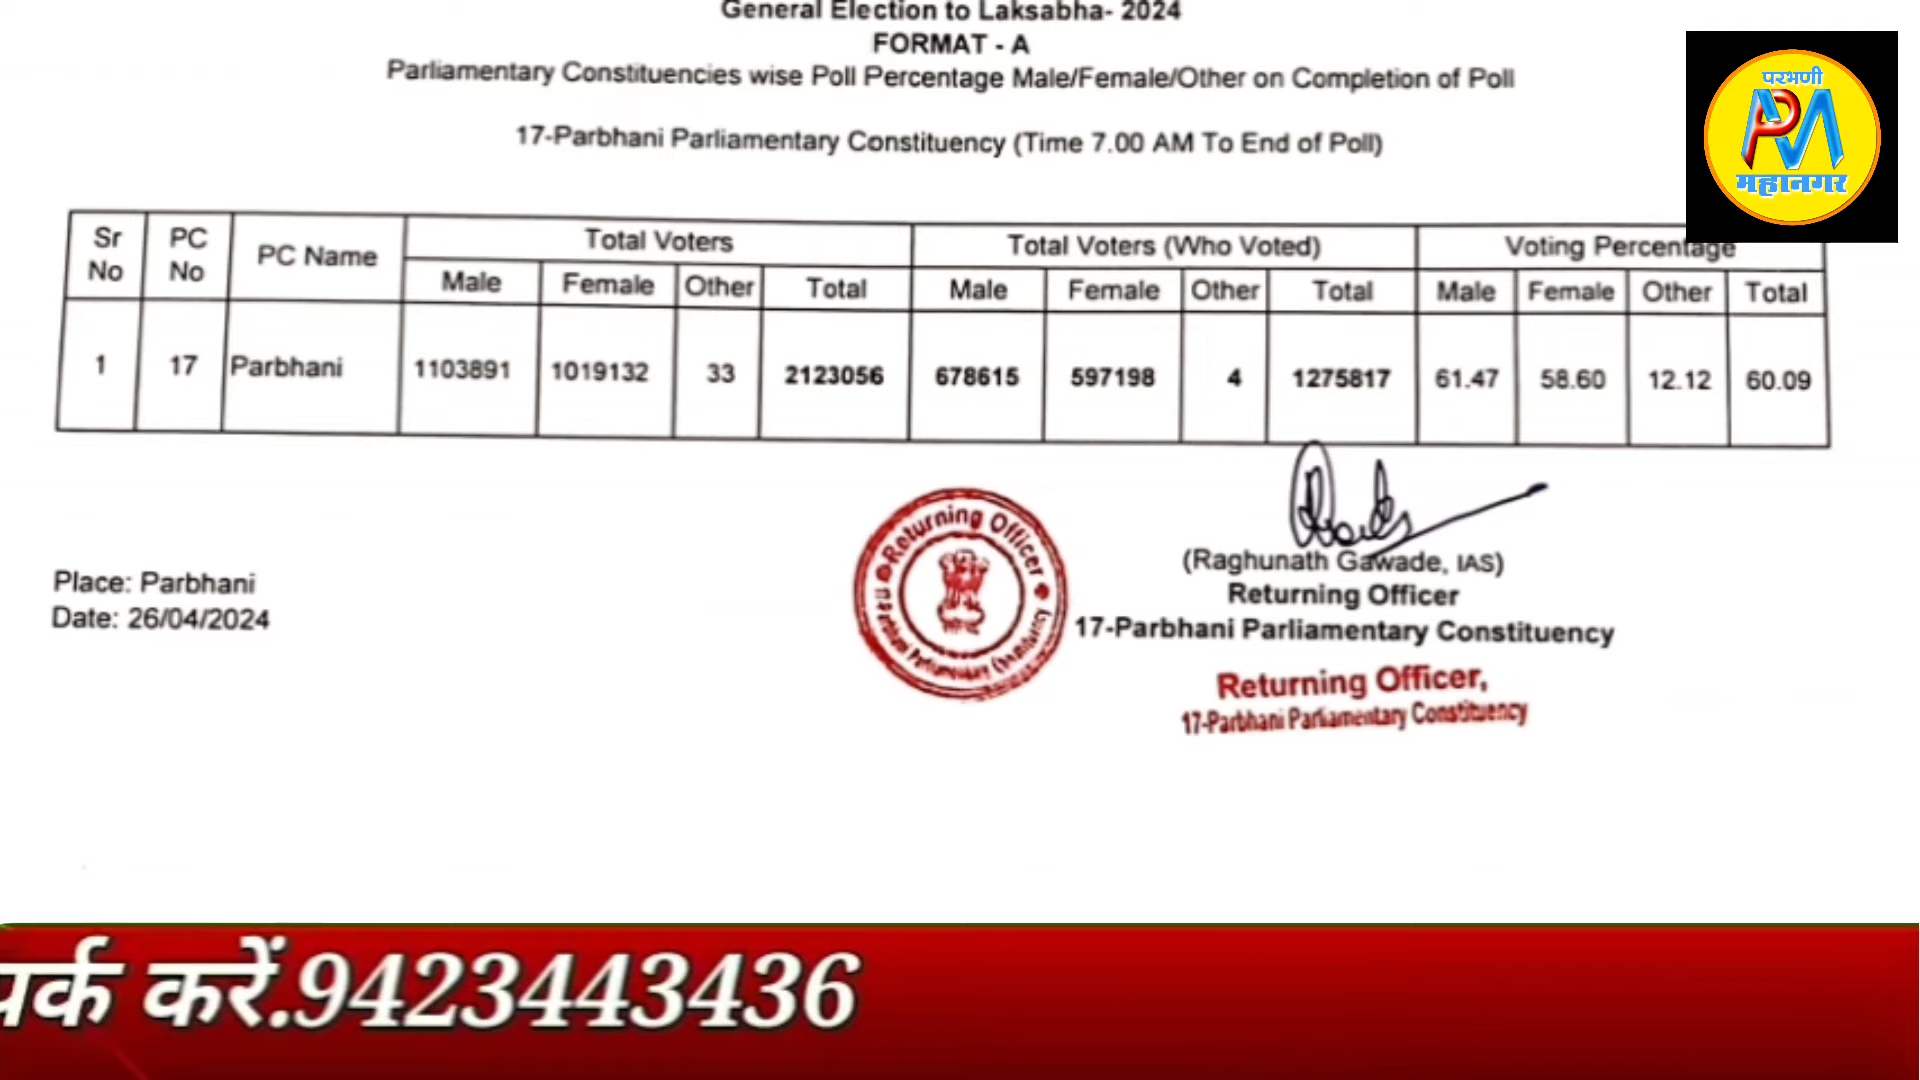 General Election to Laksabha- 2024
FORMAT - A
Parliamentary Constituencies wise Poll Percentage Male/Female/Other on Completion of Poll
17-Parbhani Parliamentary Constituency (Time 7.00 AM To End of Poll)
परभणी
PM
महानगर
Sr No PC No PC Name Total Voters Total Voters (Who Voted) Voting Percentage
Male Female Other Total Male Female Other Total Male Female Other Total
1 17 Parbhani 1103891 1019132 33 2123056 678615 597198 4 1275817 61.47 58.60 12.12 60.09
Returning Officer
Parbhani Parliamentary Constituency
(Raghunath Gawade, IAS)
Returning Officer
17-Parbhani Parliamentary Constituency
Place: Parbhani
Date: 26/04/2024
Returning Officer,
17-Parbhani Parliamentary Constituency
करें.9423443436